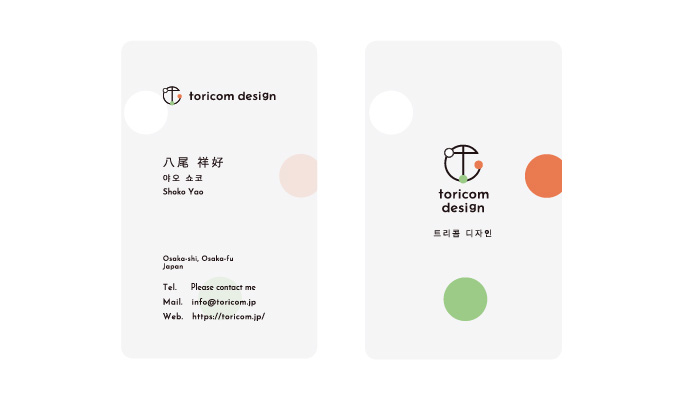 toricom design
八尾 祥好
야오 쇼코
Shoko Yao
Osaka-shi, Osaka-fu
Japan
Tel. Please contact me
Mail. info@toricom.jp
Web. https://toricom.jp/
toricom
design
트리콤 디자인